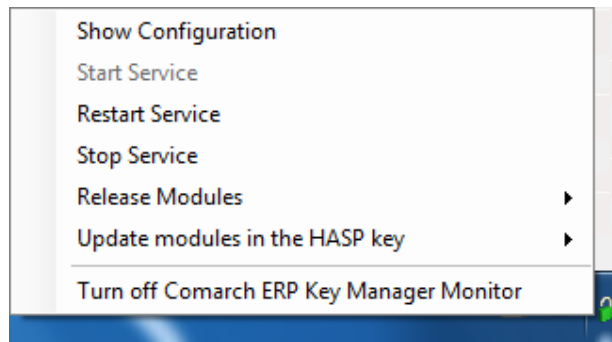 Show Configuration
Start Service
Restart Service
Stop Service
Release Modules
Update modules in the HASP key
Turn off Comarch ERP Key Manager Monitor